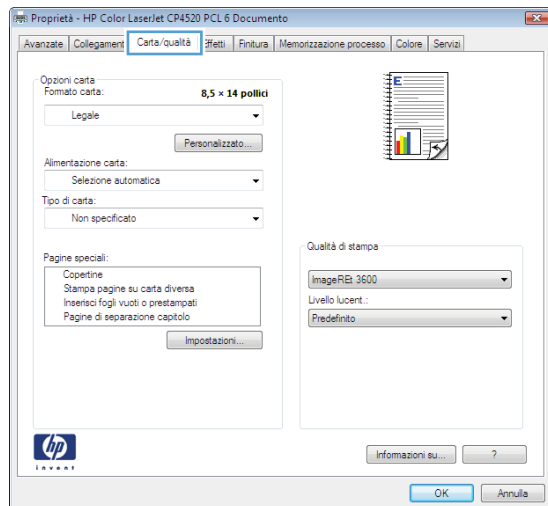 Proprietà - HP Color LaserJet CP4520 PCL 6 Documento
Avanzate Collegament Carta/qualità Effetti Finitura Memorizzazione processo Colore Servizi
Opzioni carta
Formato carta: 8,5 × 14 pollici
Legale
Personalizzato...
Alimentazione carta:
Selezione automatica
Tipo di carta:
Non specificato
Pagine speciali:
Copertine
Stampa pagine su carta diversa
Inserisci fogli vuoti o prestampati
Pagine di separazione capitolo
Impostazioni...
E
Qualità di stampa
ImageREt 3600
Livello lucent.:
Predefinito
hp
invent
Informazioni su... ?
OK Annulla